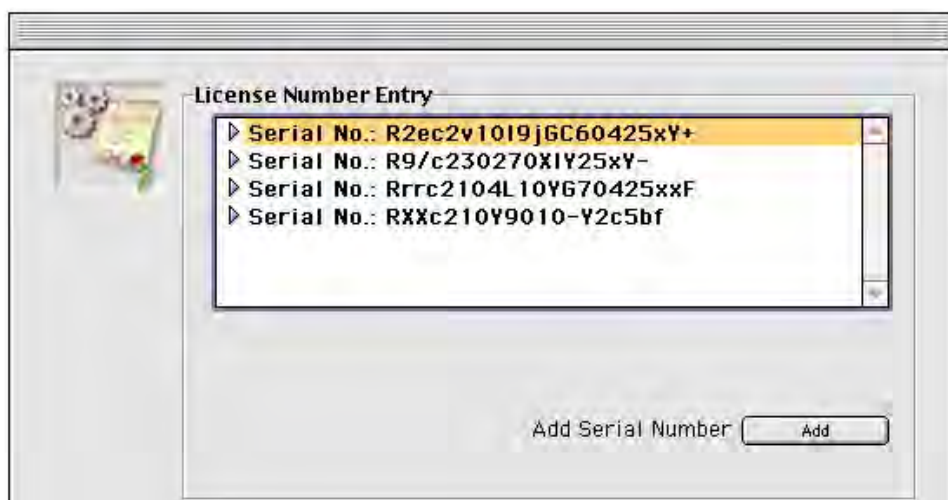 License Number Entry
Serial No.: R2ec2v10I9jGC60425xY+
Serial No.: R9/c230270XIY25xY-
Serial No.: Rrrc2104L10YG70425xxF
Serial No.: RXXc210Y9010-Y2c5bf
Add Serial Number Add